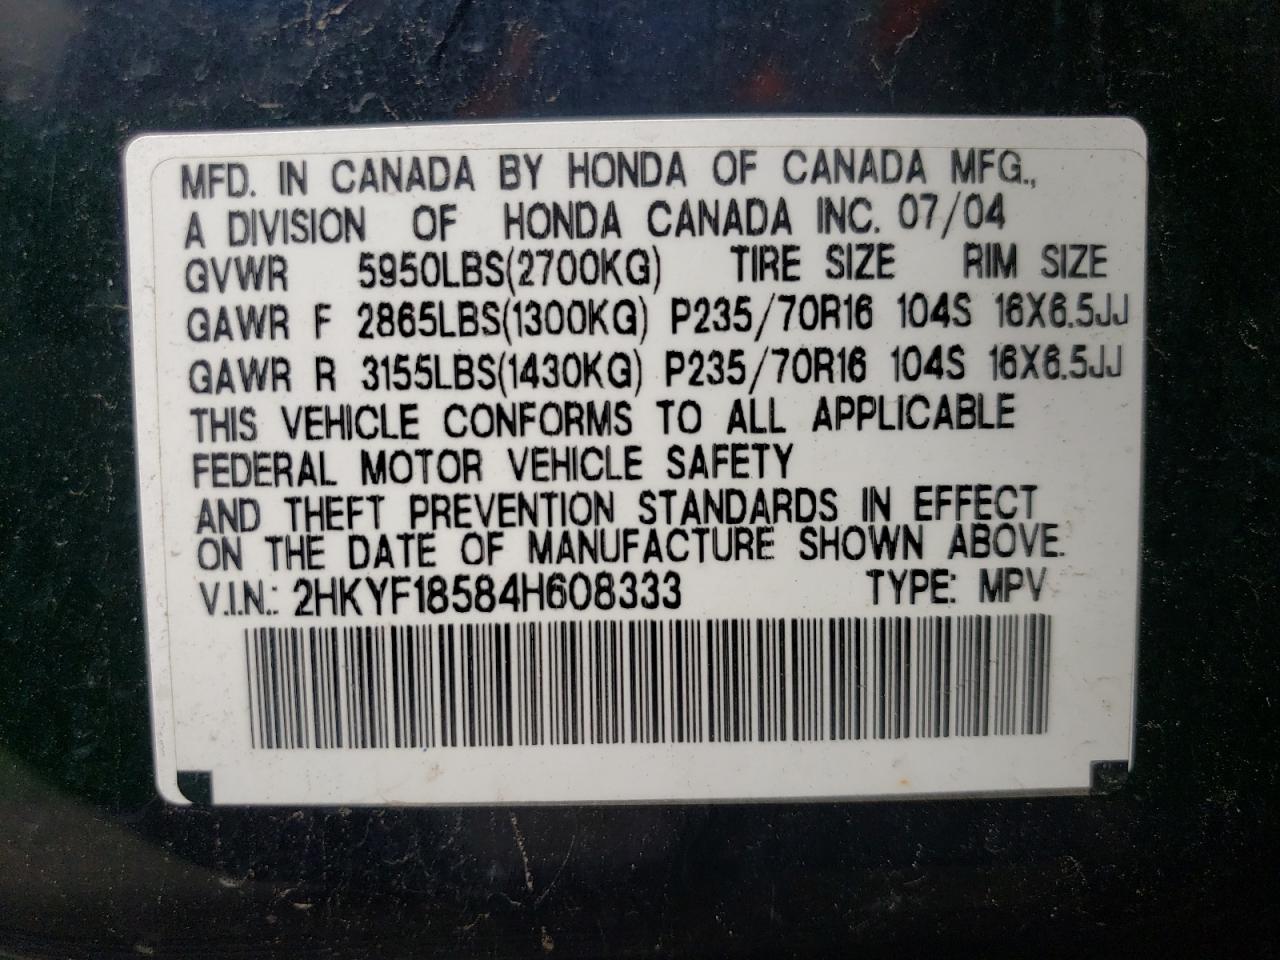 MFD. IN CANADA BY HONDA OF CANADA MFG.,
A DIVISION OF HONDA CANADA INC. 07/04
GVWR 5950LBS(2700KG) TIRE SIZE RIM SIZE
GAWR F 2865LBS(1300KG) P235/70R16 104S 16X6.5JJ
GAWR R 3155LBS(1430KG) P235/70R16 104S 16X6.5JJ
THIS VEHICLE CONFORMS TO ALL APPLICABLE
FEDERAL MOTOR VEHICLE SAFETY
AND THEFT PREVENTION STANDARDS IN EFFECT
ON THE DATE OF MANUFACTURE SHOWN ABOVE.
V.I.N.: 2HKYF18584H608333 TYPE: MPV